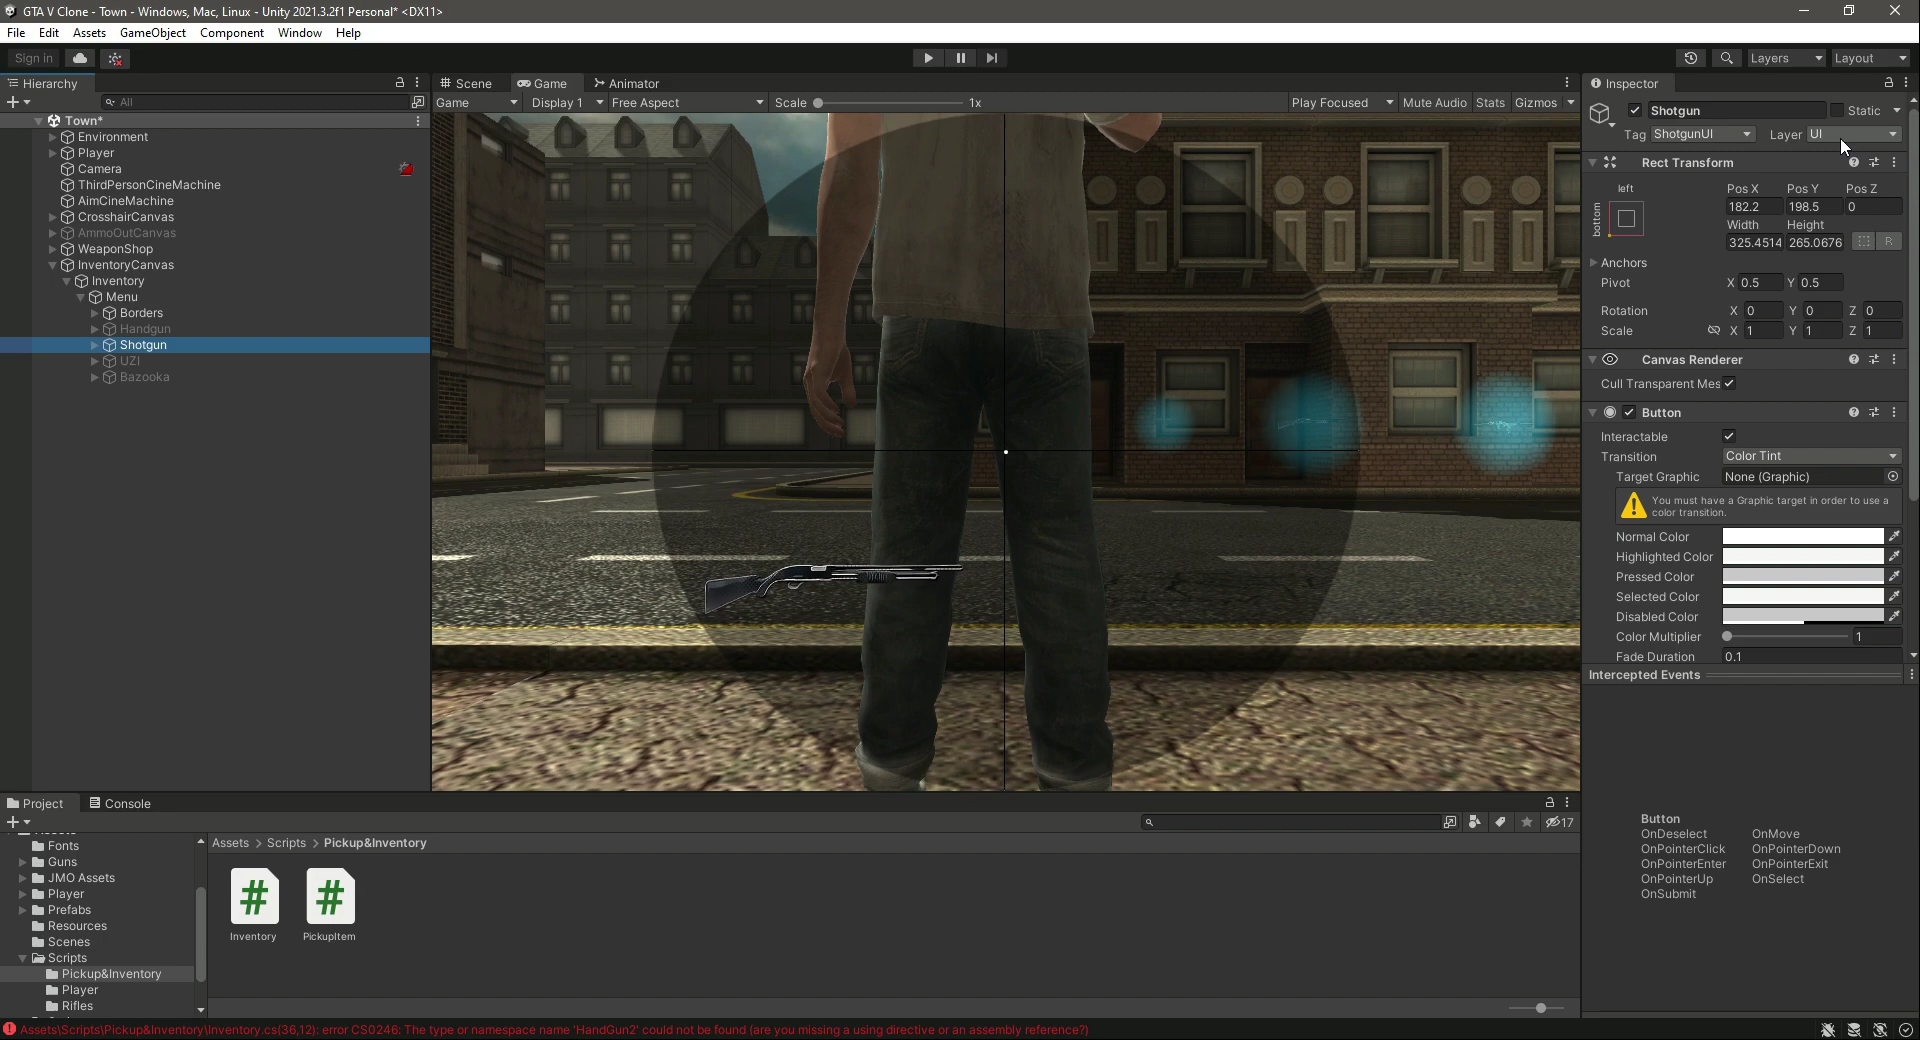 GTA V Clone - Town - Windows, Mac, Linux - Unity 2021.3.2f1 Personal* <DX11>
File Edit Assets GameObject Component Window Help
Sign in
Layers Layout
Hierarchy
All
Town*
Environment
Player
Camera
ThirdPersonCineMachine
AimCineMachine
CrosshairCanvas
AmmoOutCanvas
WeaponShop
InventoryCanvas
Inventory
Menu
Borders
Handgun
Shotgun
UZI
Bazooka
Scene Game Animator
Game Display 1 Free Aspect Scale 1x Play Focused Mute Audio Stats Gizmos
Inspector
Shotgun Static
Tag ShotgunUI Layer UI
Rect Transform
left
bottom
Pos X Pos Y Pos Z
182.2 198.5 0
Width Height
325.4514 265.0676 R
Anchors
Pivot X 0.5 Y 0.5
Rotation X 0 Y 0 Z 0
Scale X 1 Y 1 Z 1
Canvas Renderer
Cull Transparent Mes
Button
Interactable
Transition Color Tint
Target Graphic None (Graphic)
You must have a Graphic target in order to use a
color transition.
Normal Color
Highlighted Color
Pressed Color
Selected Color
Disabled Color
Color Multiplier 1
Fade Duration 0.1
Intercepted Events
Button
OnDeselect OnMove
OnPointerClick OnPointerDown
OnPointerEnter OnPointerExit
OnPointerUp OnSelect
OnSubmit
Project Console
17
Assets
Fonts
Guns
JMO Assets
Player
Prefabs
Resources
Scenes
Scripts
Pickup&Inventory
Player
Rifles
Assets > Scripts > Pickup&Inventory
# #
Inventory PickupItem
Assets\Scripts\Pickup&Inventory\Inventory.cs(36,12): error CS0246: The type or namespace name 'HandGun2' could not be found (are you missing a using directive or an assembly reference?)